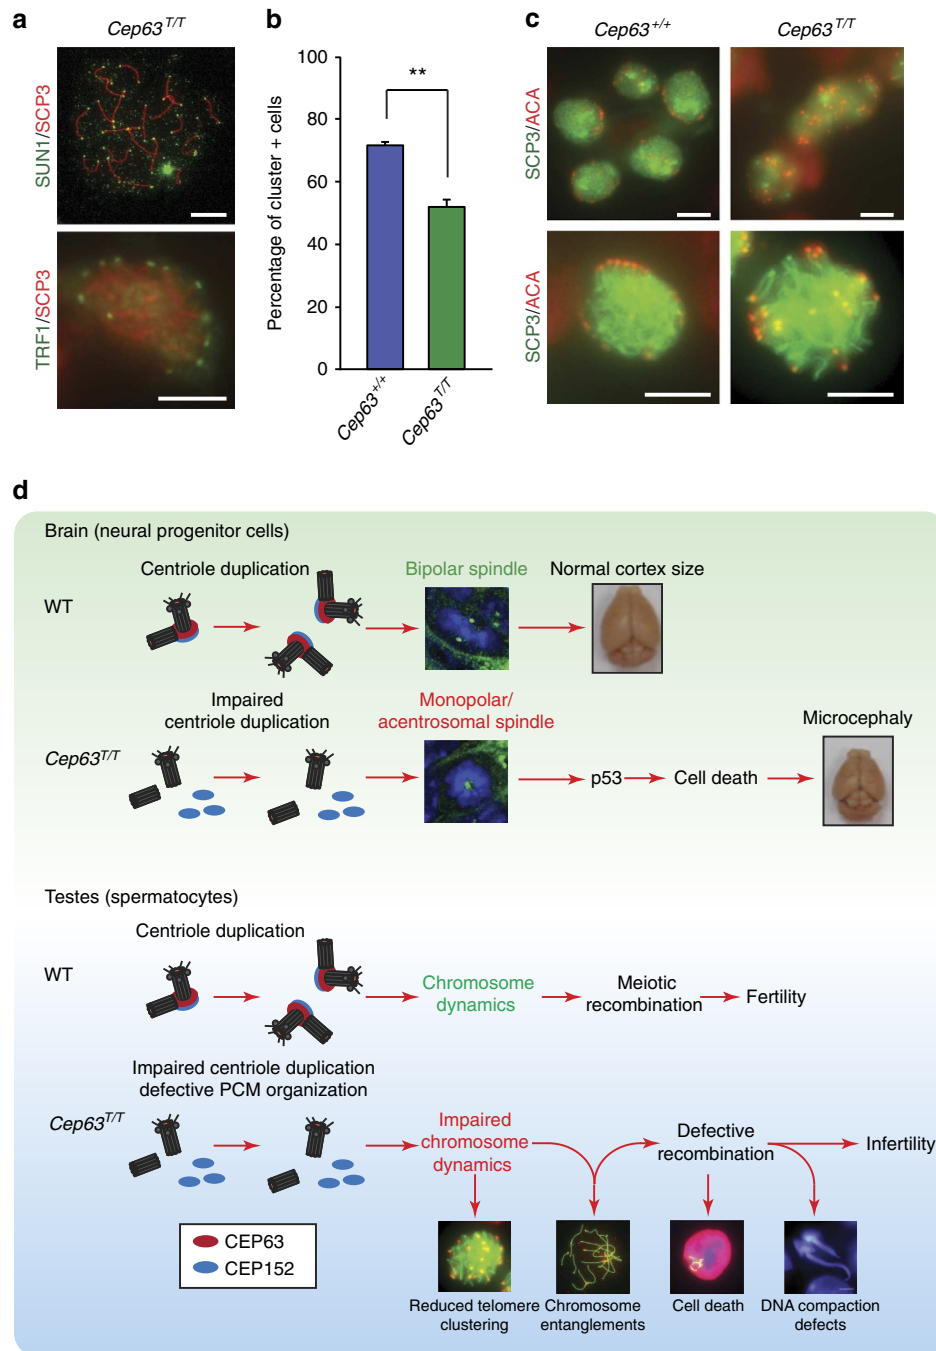 a
Cep63 T/T
SUN1/SCP3
TRF1/SCP3
b
Percentage of cluster + cells
100
80
60
40
20
0
**
Cep63+/+
Cep63T/T
c
Cep63+/+
Cep63T/T
SCP3/ACA
SCP3/ACA
d
Brain (neural progenitor cells)
Centriole duplication
Bipolar spindle
Normal cortex size
WT
Impaired
centriole duplication
Monopolar/
acentrosomal spindle
Microcephaly
Cep63T/T
p53
Cell death
Testes (spermatocytes)
Centriole duplication
WT
Chromosome
dynamics
Meiotic
recombination
Fertility
Impaired centriole duplication
defective PCM organization
Cep63T/T
Impaired
chromosome
dynamics
Defective
recombination
Infertility
CEP63
CEP152
Reduced telomere
clustering
Chromosome
entanglements
Cell death
DNA compaction
defects